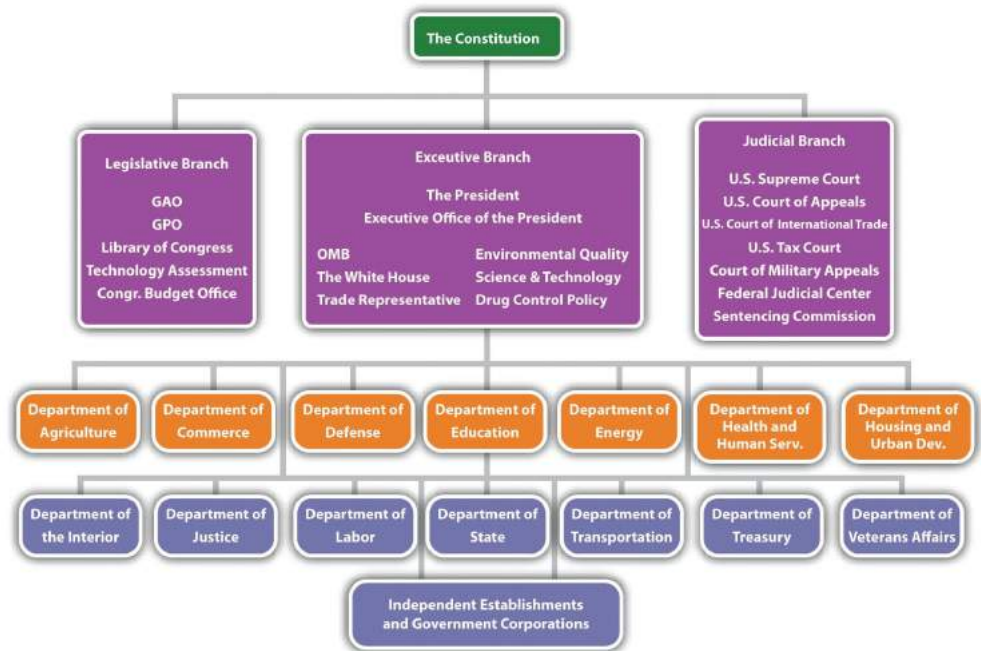 The Constitution
Legislative Branch
GAO
GPO
Library of Congress
Technology Assessment
Congr. Budget Office
Exceutive Branch
The President
Executive Office of the President
OMB
The White House
Trade Representative
Environmental Quality
Science & Technology
Drug Control Policy
Judicial Branch
U.S. Supreme Court
U.S. Court of Appeals
U.S. Court of International Trade
U.S. Tax Court
Court of Military Appeals
Federal Judicial Center
Sentencing Commission
Department of
Agriculture
Department of
Commerce
Department of
Defense
Department of
Education
Department of
Energy
Department of
Health and
Human Serv.
Department of
Housing and
Urban Dev.
Department of
the Interior
Department of
Justice
Department of
Labor
Department of
State
Department of
Transportation
Department of
Treasury
Department of
Veterans Affairs
Independent Establishments
and Government Corporations